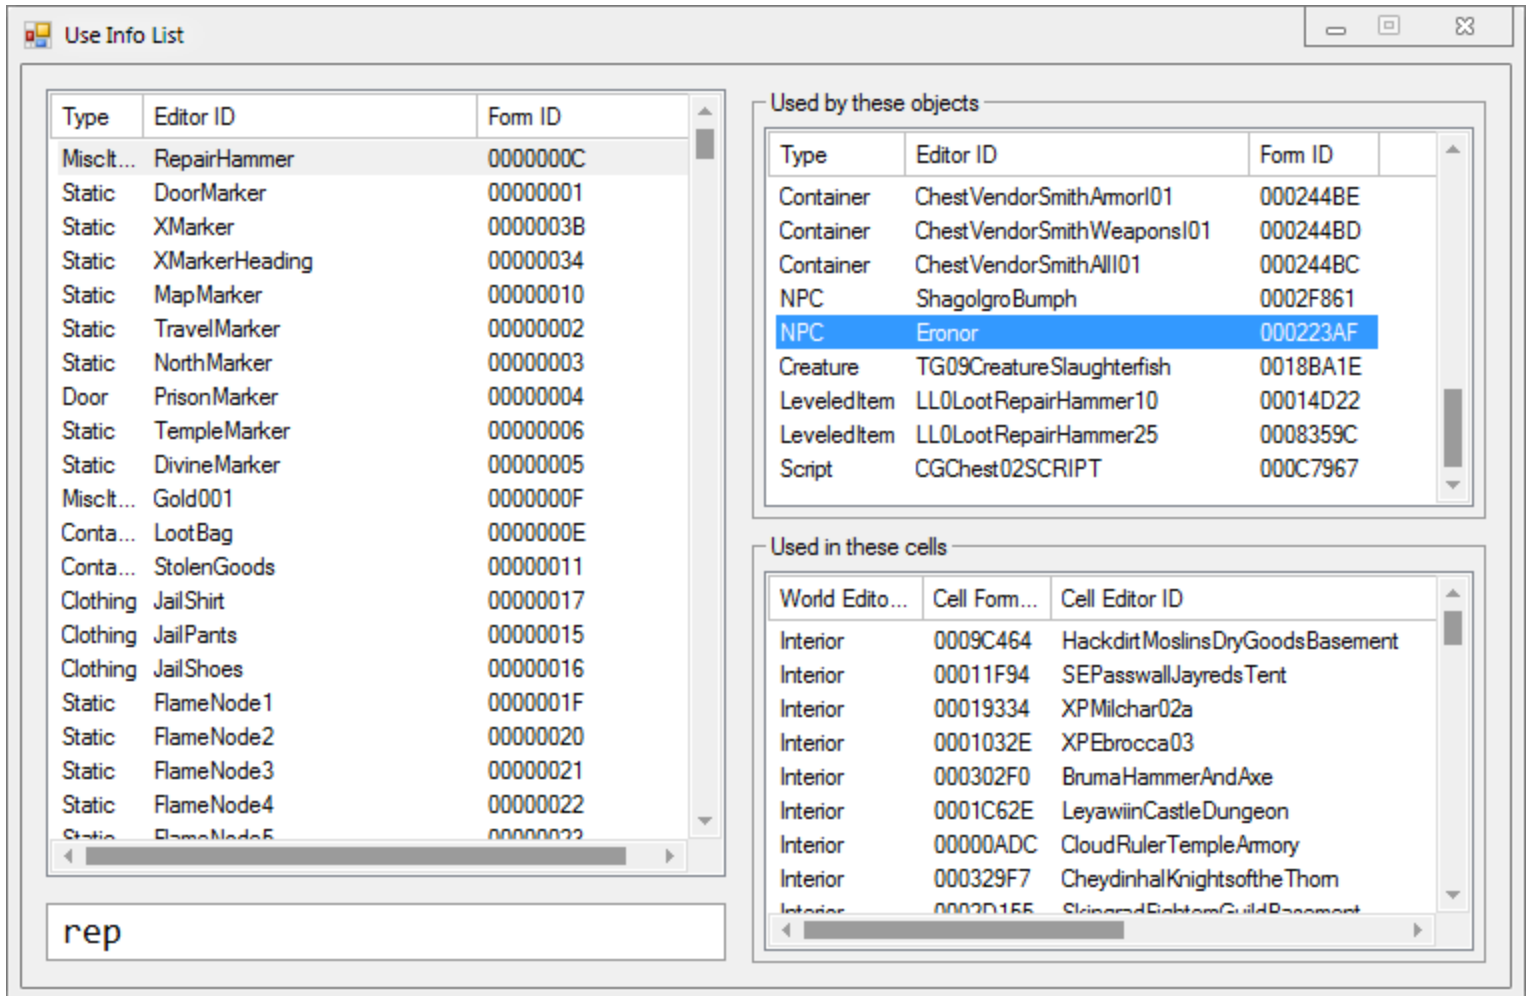 Use Info List
Type Editor ID Form ID
MiscIt... RepairHammer 0000000C
Static DoorMarker 00000001
Static XMarker 0000003B
Static XMarkerHeading 00000034
Static MapMarker 00000010
Static TravelMarker 00000002
Static NorthMarker 00000003
Door PrisonMarker 00000004
Static TempleMarker 00000006
Static DivineMarker 00000005
MiscIt... Gold001 0000000F
Conta... LootBag 0000000E
Conta... StolenGoods 00000011
Clothing JailShirt 00000017
Clothing JailPants 00000015
Clothing JailShoes 00000016
Static FlameNode1 0000001F
Static FlameNode2 00000020
Static FlameNode3 00000021
Static FlameNode4 00000022
Static FlameNode5 00000023
rep
Used by these objects
Type Editor ID Form ID
Container ChestVendorSmithArmorI01 000244BE
Container ChestVendorSmithWeaponsI01 000244BD
Container ChestVendorSmithAllI01 000244BC
NPC ShagolgroBumph 0002F861
NPC Eronor 000223AF
Creature TG09CreatureSlaughterfish 0018BA1E
LeveledItem LL0LootRepairHammer10 00014D22
LeveledItem LL0LootRepairHammer25 0008359C
Script CGChest02SCRIPT 000C7967
Used in these cells
World Edito... Cell Form... Cell Editor ID
Interior 0009C464 HackdirtMoslinsDryGoodsBasement
Interior 00011F94 SEPasswallJayredsTent
Interior 00019334 XPMilchar02a
Interior 0001032E XPEbrocca03
Interior 000302F0 BrumaHammerAndAxe
Interior 0001C62E LeyawiinCastleDungeon
Interior 00000ADC CloudRulerTempleArmory
Interior 000329F7 CheydinhalKnightsoftheThorn
Interior 0002D155 SkingradFightersGuildBasement